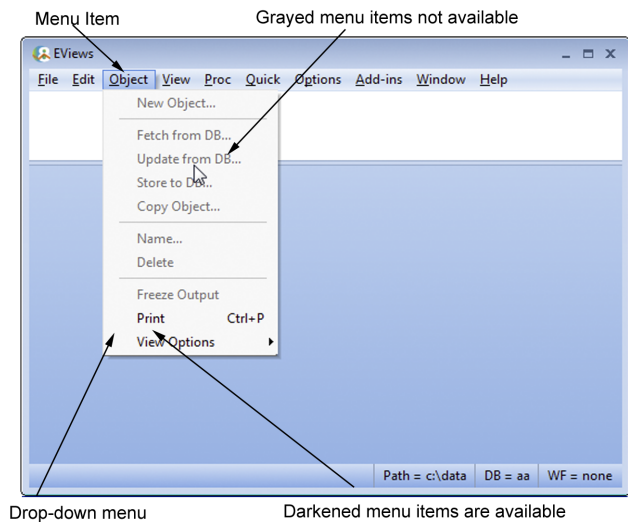 Menu Item
Grayed menu items not available
EViews
File Edit Object View Proc Quick Options Add-ins Window Help
New Object...
Fetch from DB...
Update from DB...
Store to DB...
Copy Object...
Name...
Delete
Freeze Output
Print Ctrl+P
View Options
Path = c:\data DB = aa WF = none
Drop-down menu
Darkened menu items are available